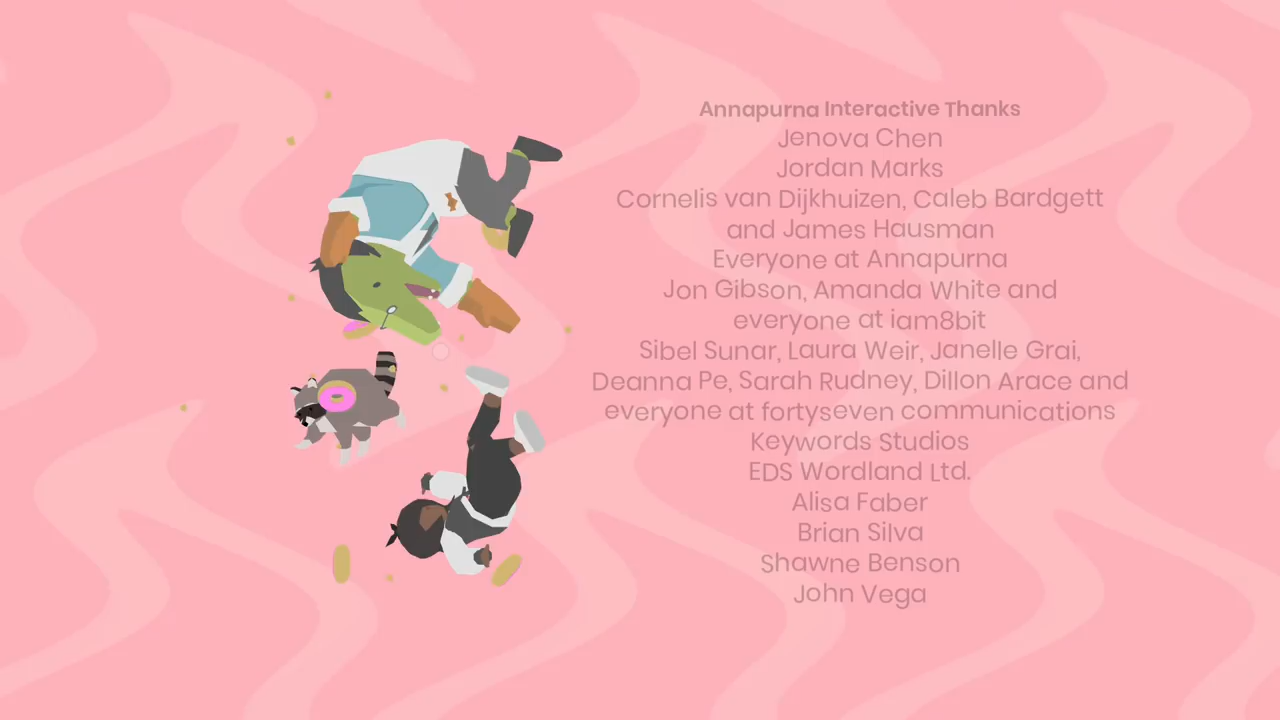 Annapurna Interactive Thanks
Jenova Chen
Jordan Marks
Cornelis van Dijkhuizen, Caleb Bardgett
and James Hausman
Everyone at Annapurna
Jon Gibson, Amanda White and
everyone at iam8bit
Sibel Sunar, Laura Weir, Janelle Grai,
Deanna Pe, Sarah Rudney, Dillon Arace and
everyone at fortyseven communications
Keywords Studios
EDS Wordland Ltd.
Alisa Faber
Brian Silva
Shawne Benson
John Vega